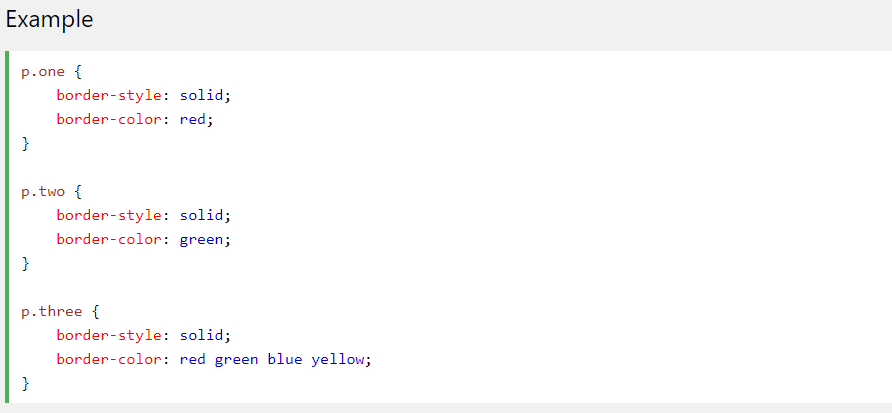 Example
p.one {
    border-style: solid;
    border-color: red;
}
p.two {
    border-style: solid;
    border-color: green;
}
p.three {
    border-style: solid;
    border-color: red green blue yellow;
}